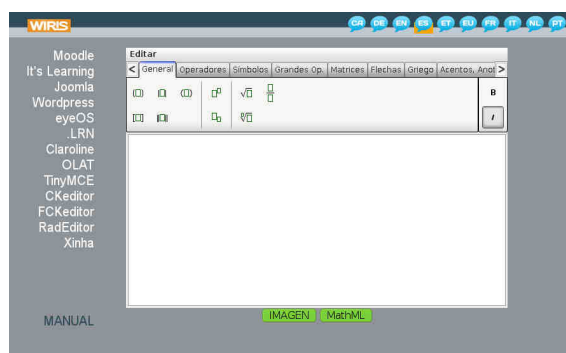 WIRIS
CA DE EN ES ET EU FR IT NL PT
Moodle
It's Learning
Joomla
Wordpress
eyeOS
.LRN
Claroline
OLAT
TinyMCE
CKeditor
FCKeditor
RadEditor
Xinha
MANUAL
Editar
< General Operadores Símbolos Grandes Op. Matrices Flechas Griego Acentos, Anot >
B
I
IMAGEN MathML